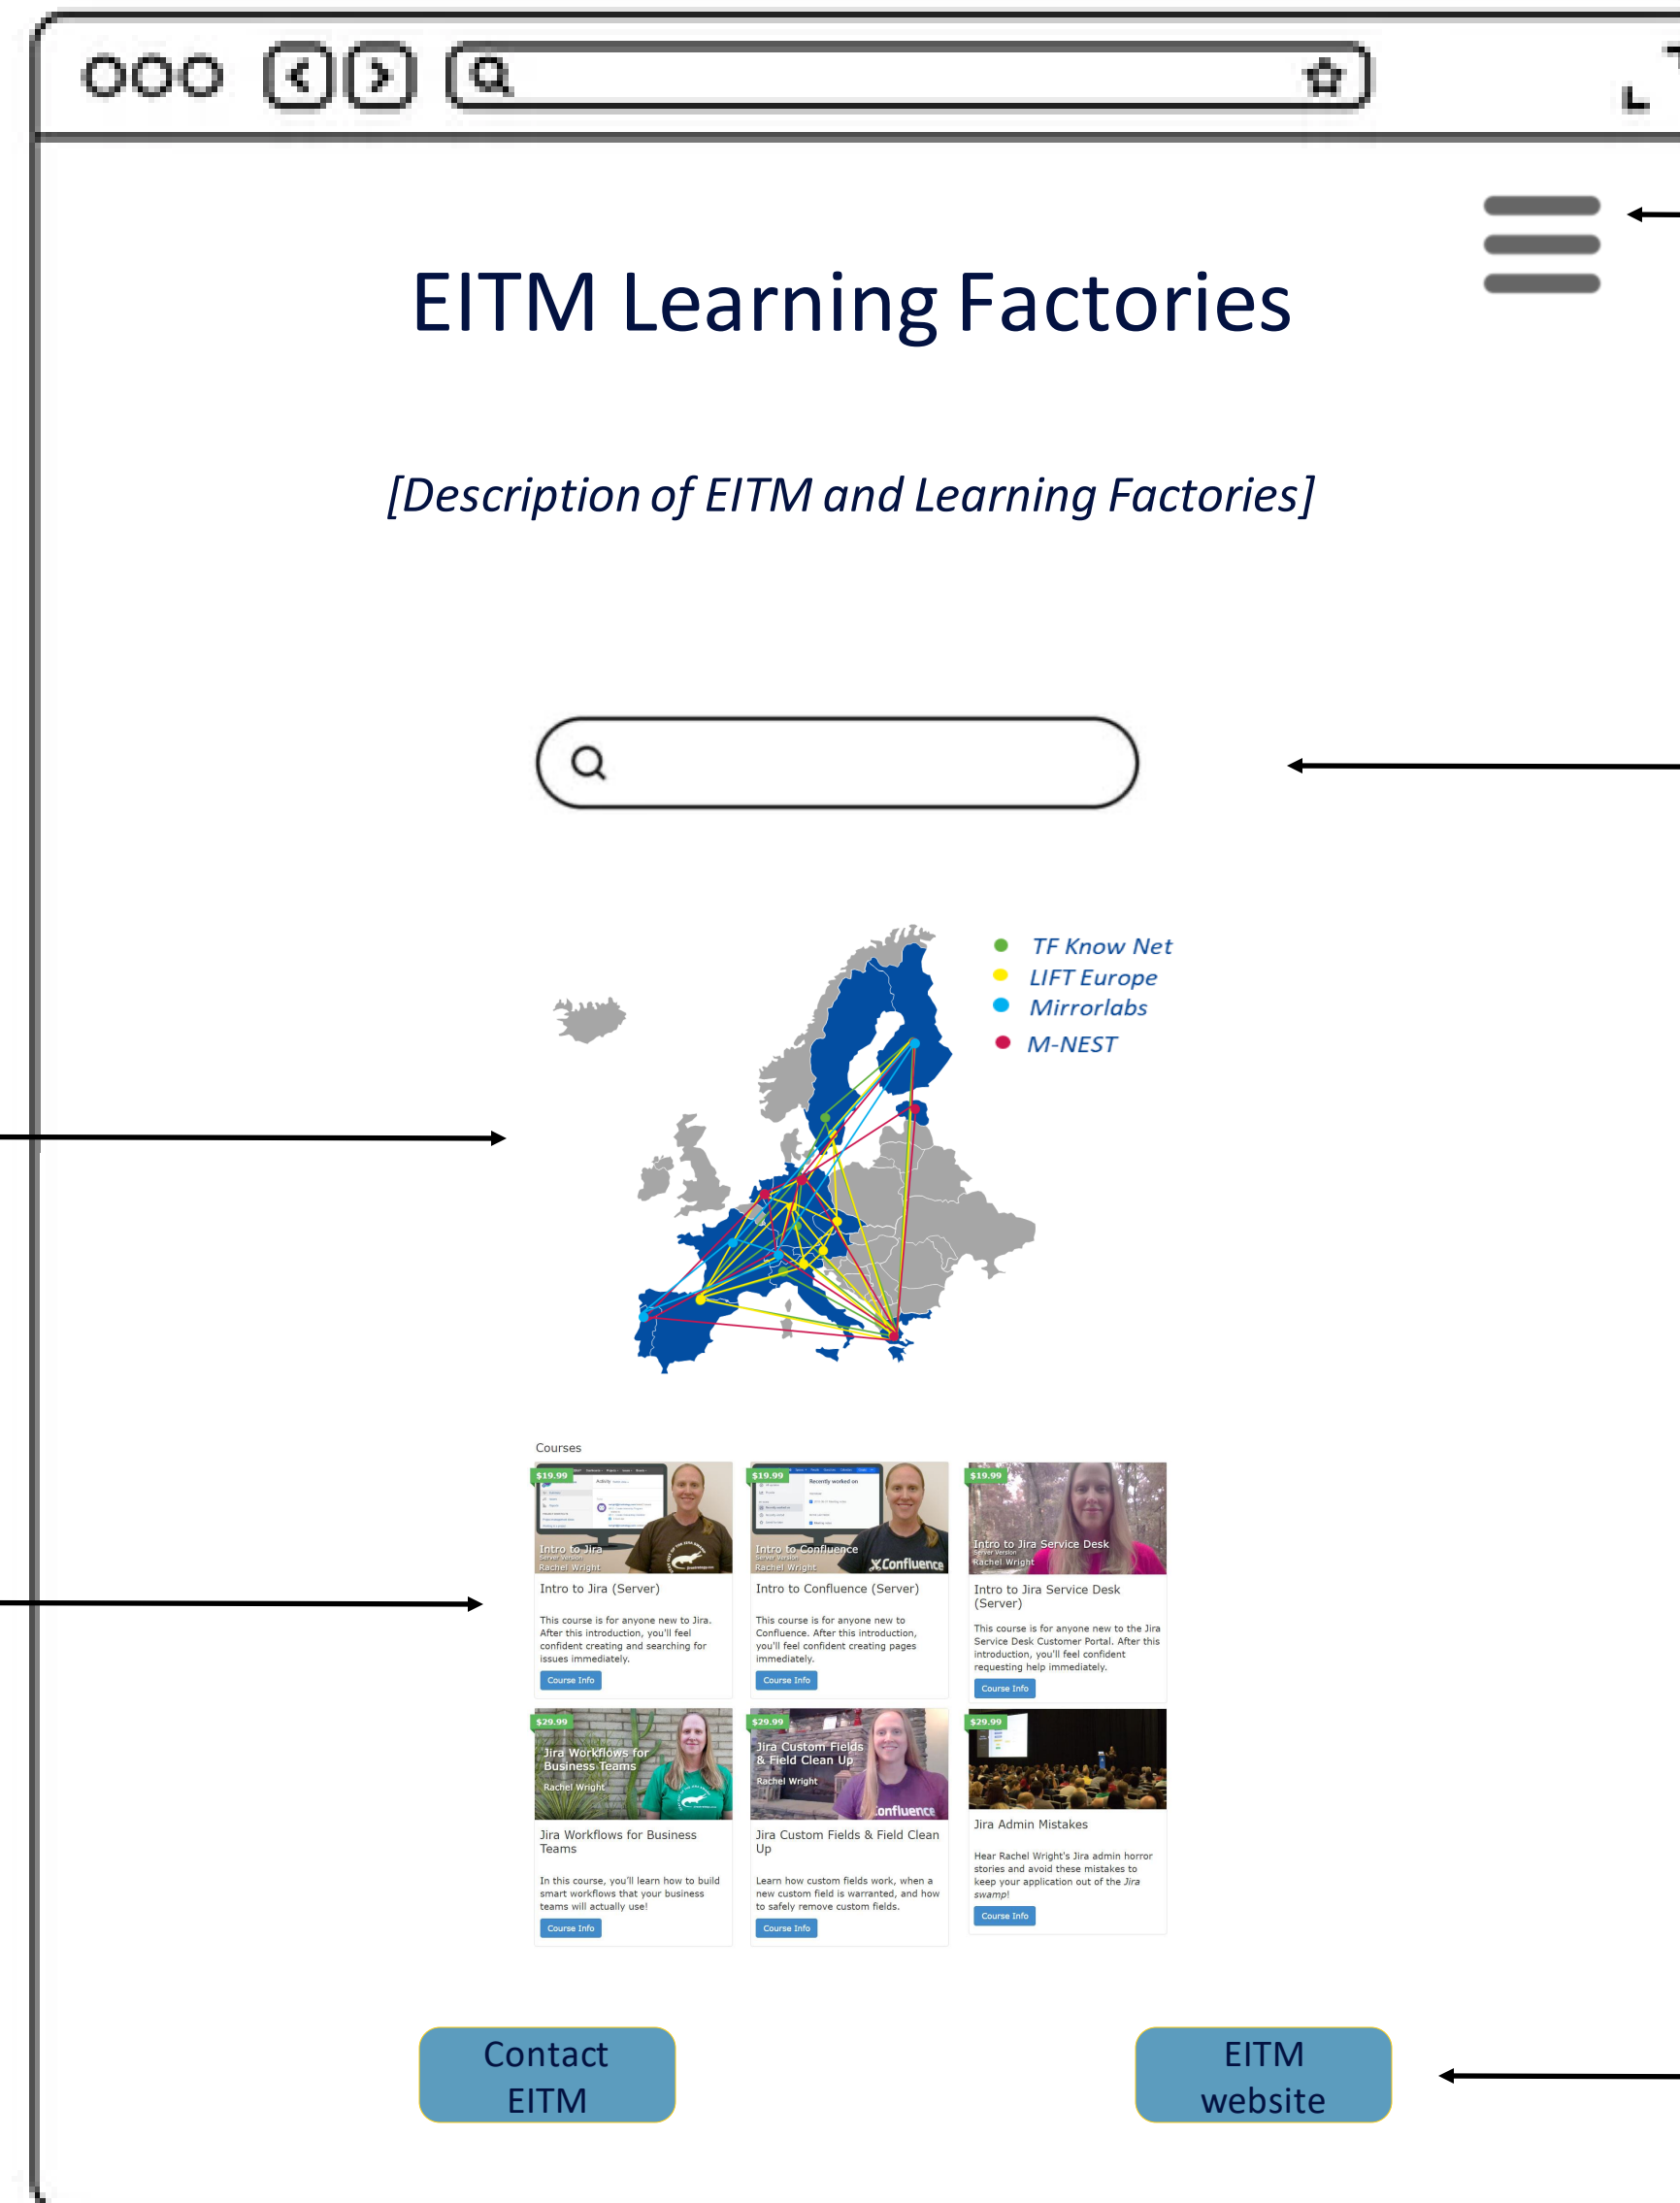 EITM Learning Factories
[Description of EITM and Learning Factories]
TF Know Net
LIFT Europe
Mirrorlabs
M-NEST
Courses
$19.99
Activity
Intro to Jira
Server Version
Rachel Wright
Intro to Jira (Server)
This course is for anyone new to Jira.
After this introduction, you'll feel
confident creating and searching for
issues immediately.
Course Info
$19.99
Recently worked on
Intro to Confluence
Server Version
Rachel Wright
Confluence
Intro to Confluence (Server)
This course is for anyone new to
Confluence. After this introduction,
you'll feel confident creating pages
immediately.
Course Info
$19.99
Intro to Jira Service Desk
Server Version
Rachel Wright
Intro to Jira Service Desk
(Server)
This course is for anyone new to the Jira
Service Desk Customer Portal. After this
introduction, you'll feel confident
requesting help immediately.
Course Info
$29.99
Jira Workflows for
Business Teams
Rachel Wright
Jira Workflows for Business
Teams
In this course, you'll learn how to build
smart workflows that your business
teams will actually use!
Course Info
$29.99
Jira Custom Fields
& Field Clean Up
Rachel Wright
Confluence
Jira Custom Fields & Field Clean
Up
Learn how custom fields work, when a
new custom field is warranted, and how
to safely remove custom fields.
Course Info
$29.99
Jira Admin Mistakes
Hear Rachel Wright's Jira admin horror
stories and avoid these mistakes to
keep your application out of the Jira
swamp!
Course Info
Contact
EITM
EITM
website